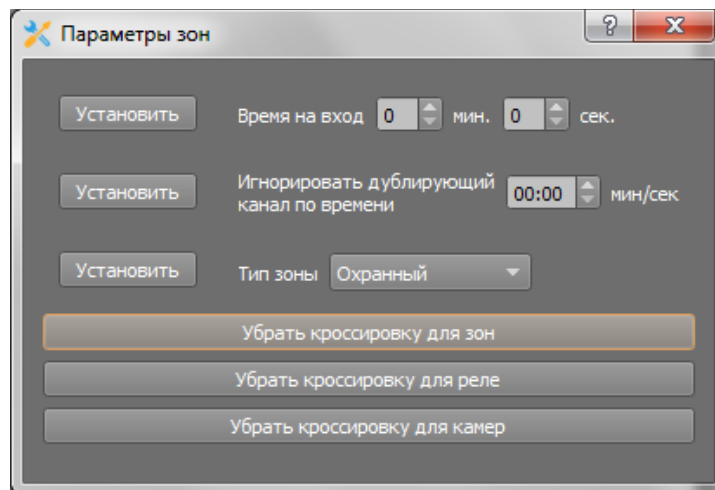 Параметры зон
?
Установить Время на вход 0 мин. 0 сек.
Установить Игнорировать дублирующий
канал по времени 00:00 мин/сек
Установить Тип зоны Охранный
Убрать кроссировку для зон
Убрать кроссировку для реле
Убрать кроссировку для камер